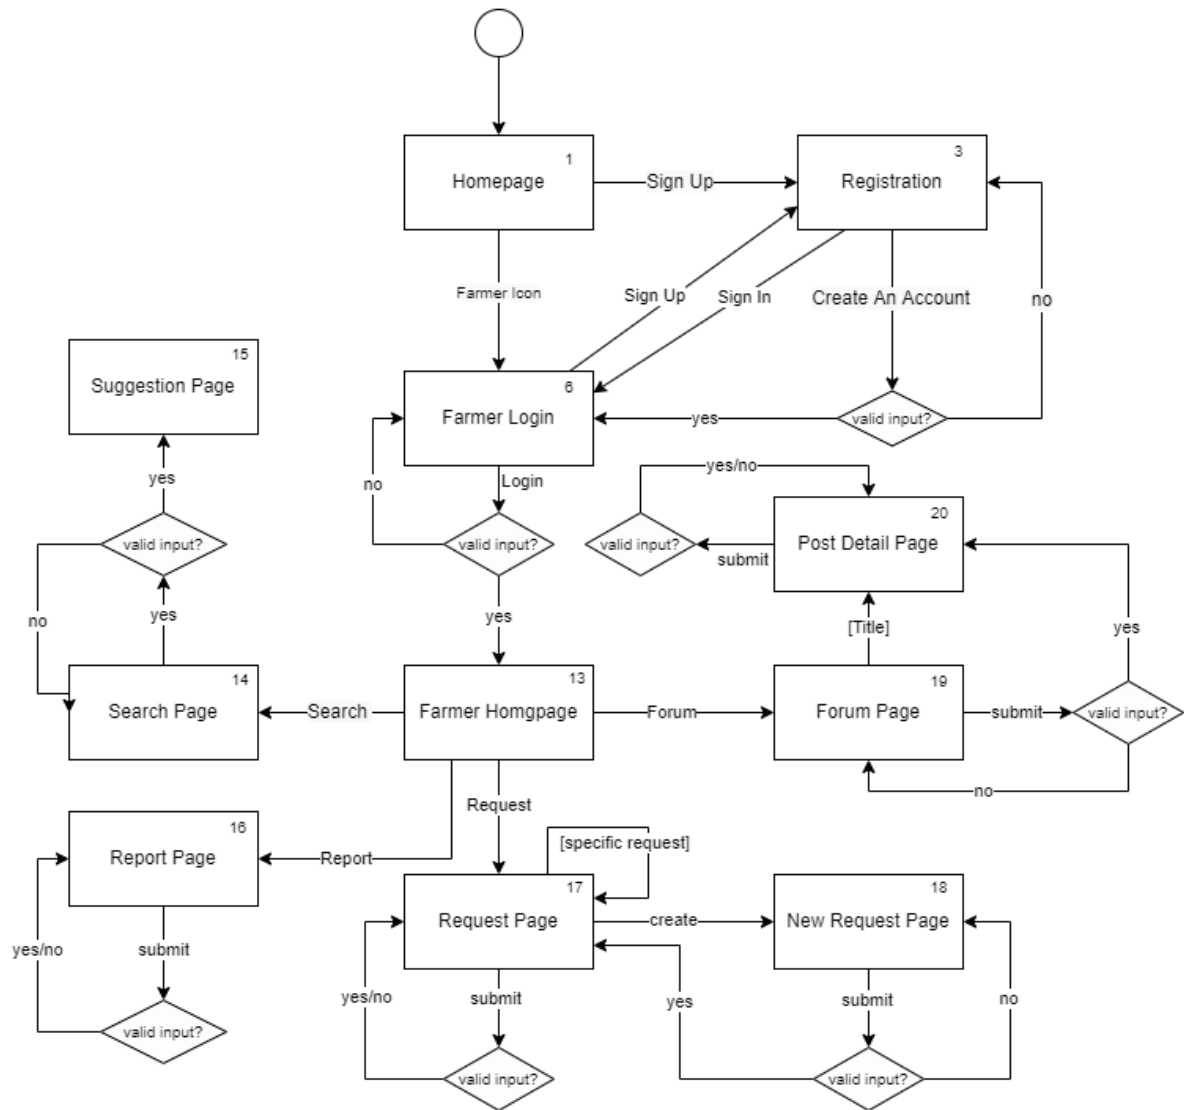 1
Homepage
Sign Up
3
Registration
Farmer Icon
Sign Up
Sign In
Create An Account
no
15
Suggestion Page
6
Farmer Login
yes
valid input?
yes
no
Login
yes/no
20
Post Detail Page
valid input?
valid input?
valid input?
submit
no
yes
yes
[Title]
yes
14
Search Page
Search
13
Farmer Homgpage
Forum
19
Forum Page
submit
valid input?
no
Request
16
Report Page
Report
[specific request]
17
Request Page
create
18
New Request Page
yes/no
submit
yes/no
submit
yes
submit
no
valid input?
valid input?
valid input?